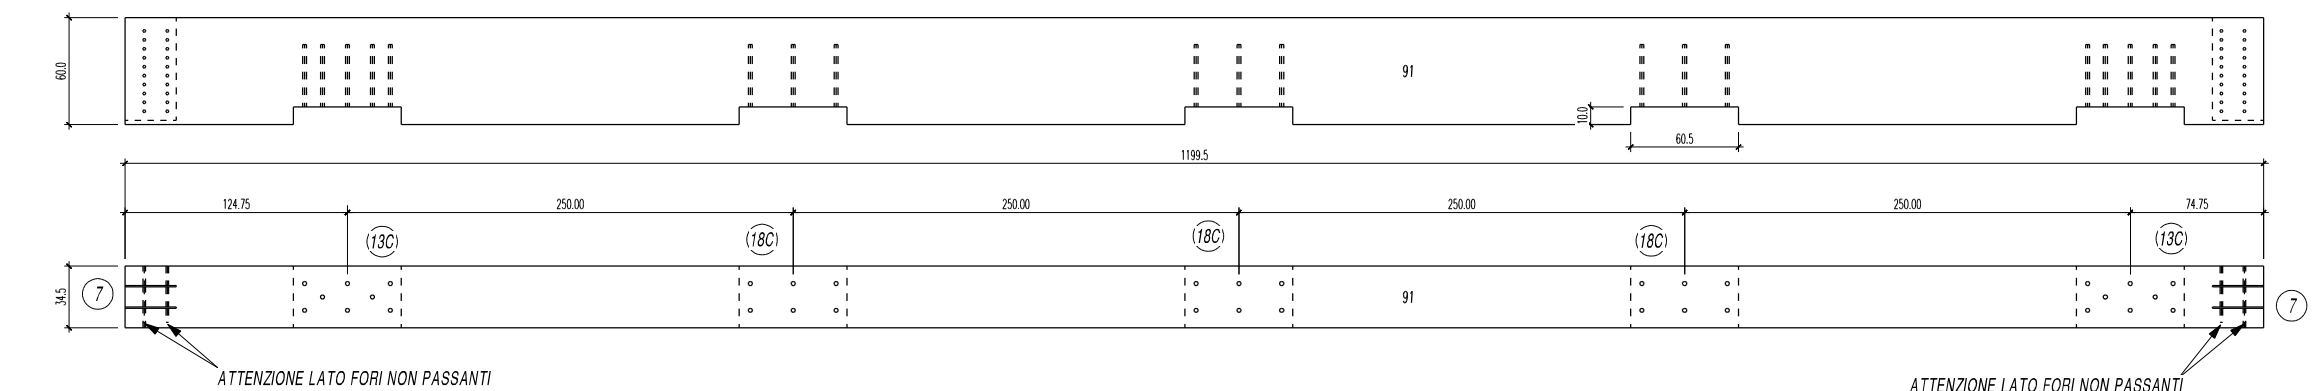 60.0
91
10.0
60.5
1199.5
124.75
250.00
250.00
250.00
250.00
74.75
(13C)
(18C)
(18C)
(18C)
(13C)
34.5
7
91
7
ATTENZIONE LATO FORI NON PASSANTI
ATTENZIONE LATO FORI NON PASSANTI